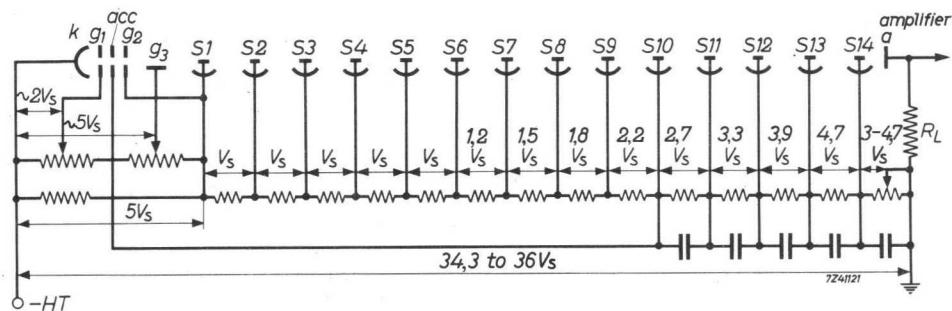 acc
k g1 g2 g3 S1 S2 S3 S4 S5 S6 S7 S8 S9 S10 S11 S12 S13 S14 a
amplifier
~2Vs
~5Vs
1,2 1,5 1,8 2,2 2,7 3,3 3,9 4,7 3-4,7
Vs Vs Vs Vs Vs Vs Vs Vs Vs Vs Vs Vs Vs Vs
RL
5Vs
34,3 to 36Vs
7Z41121
-HT